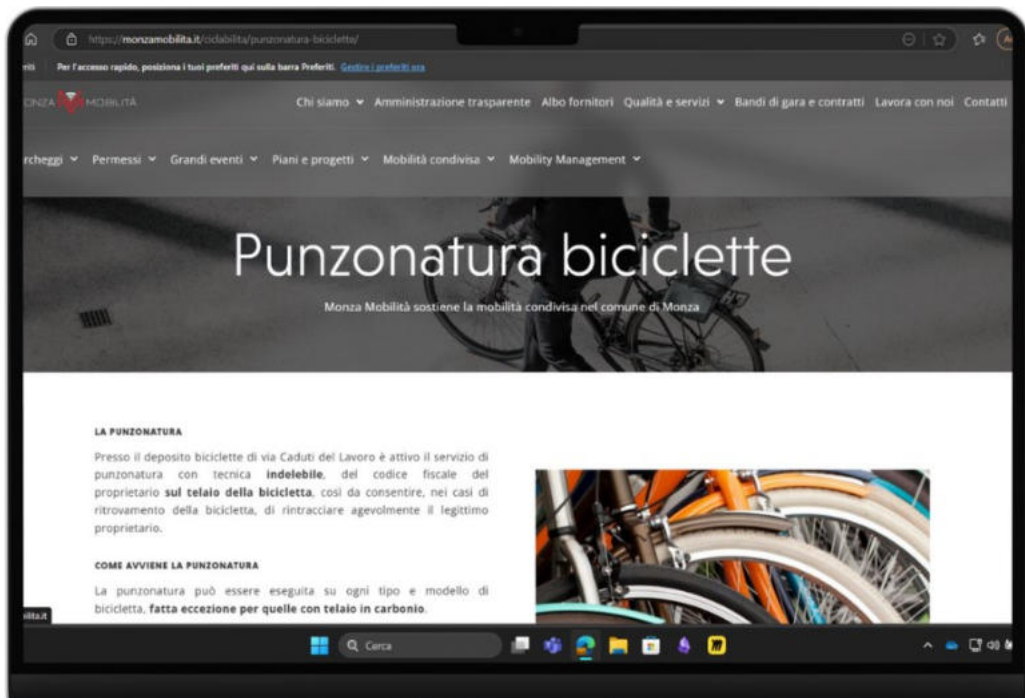 https://monzamobilita.it/ciclabilita/punzonatura-biciclette/
Per l'accesso rapido, posiziona i tuoi preferiti qui sulla barra Preferiti. Gestire i preferiti ora
MOBILITÀ
Chi siamo Amministrazione trasparente Albo fornitori Qualità e servizi Bandi di gara e contratti Lavora con noi Contatti
rcheggi Permessi Grandi eventi Piani e progetti Mobilità condivisa Mobility Management
Punzonatura biciclette
Monza Mobilità sostiene la mobilità condivisa nel comune di Monza
LA PUNZONATURA
Presso il deposito biciclette di via Caduti del Lavoro è attivo il servizio di
punzonatura con tecnica indelebile, del codice fiscale del
proprietario sul telaio della bicicletta, così da consentire, nei casi di
ritrovamento della bicicletta, di rintracciare agevolmente il legittimo
proprietario.
COME AVVIENE LA PUNZONATURA
La punzonatura può essere eseguita su ogni tipo e modello di
bicicletta, fatta eccezione per quelle con telaio in carbonio.
Cerca